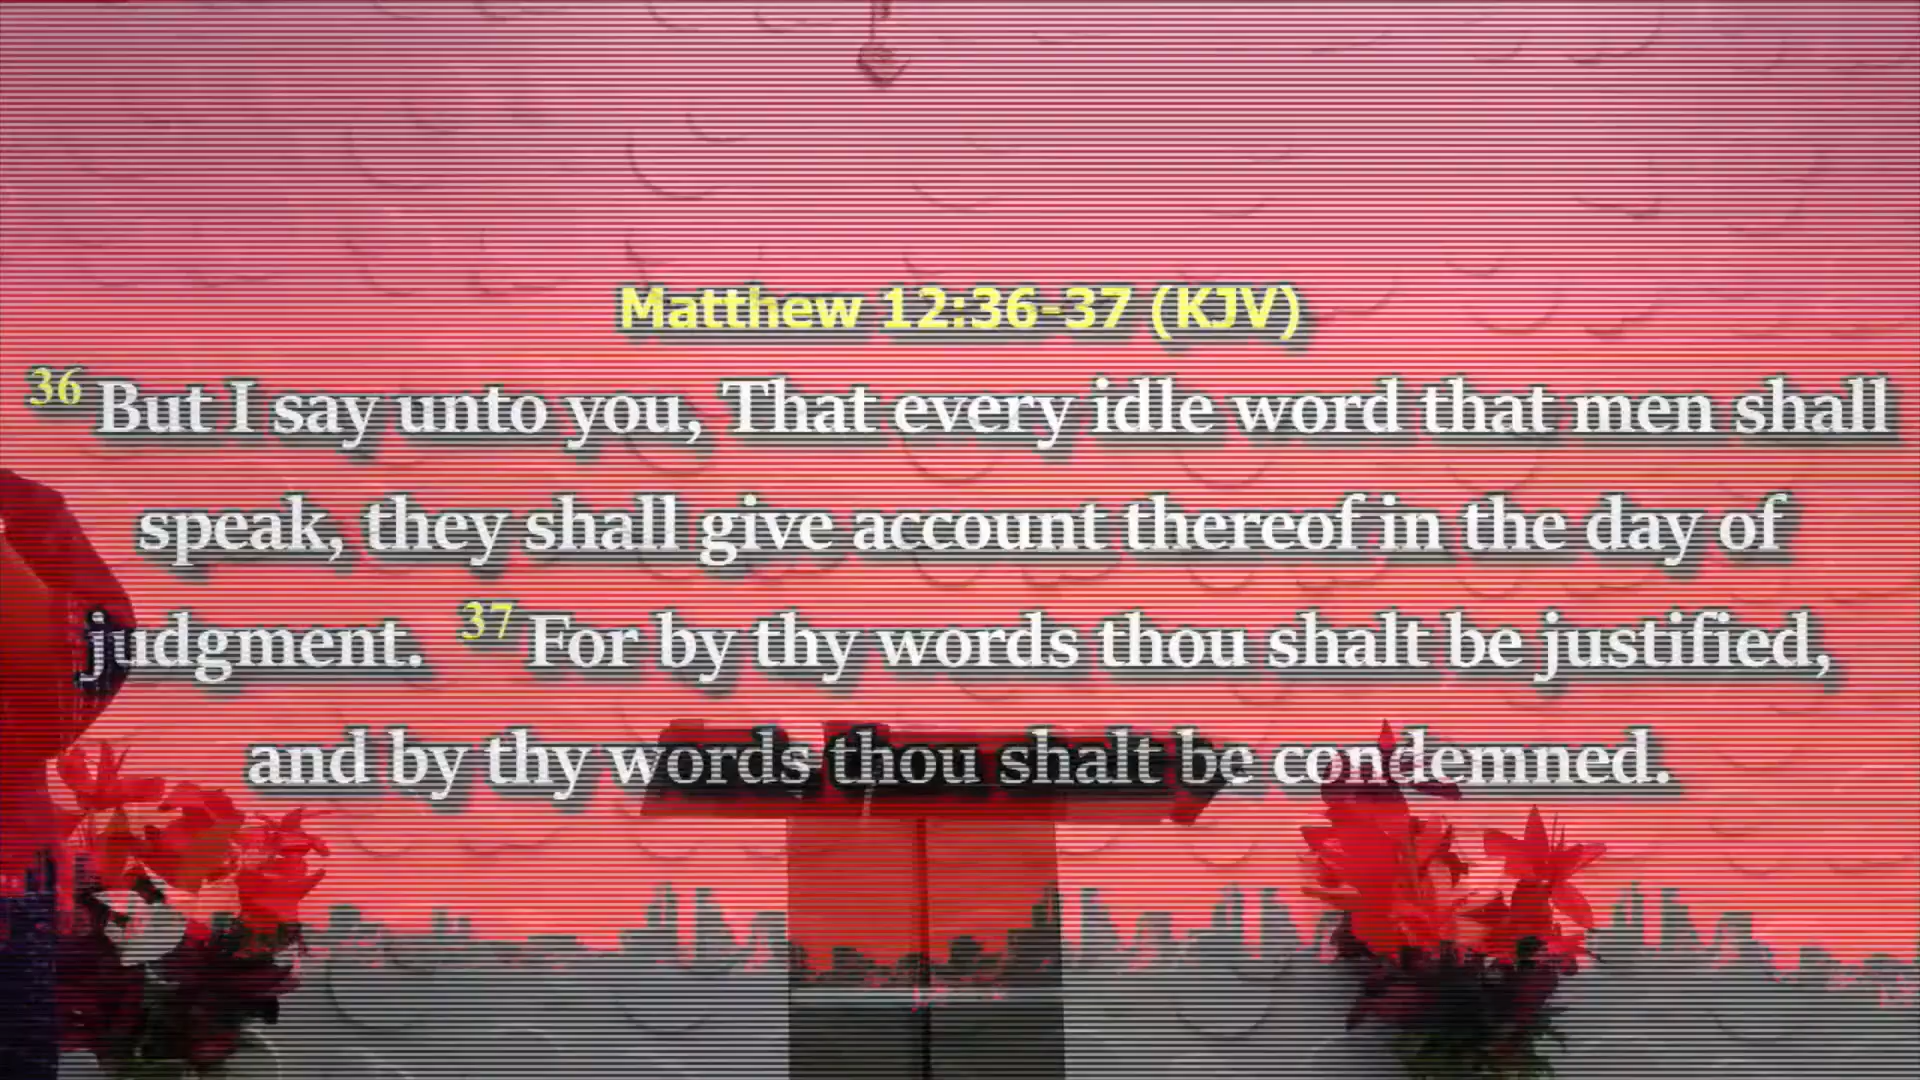 Matthew 12:36-37 (KJV)
36 But I say unto you, That every idle word that men shall
speak, they shall give account thereof in the day of
judgment. 37 For by thy words thou shalt be justified,
and by thy words thou shalt be condemned.